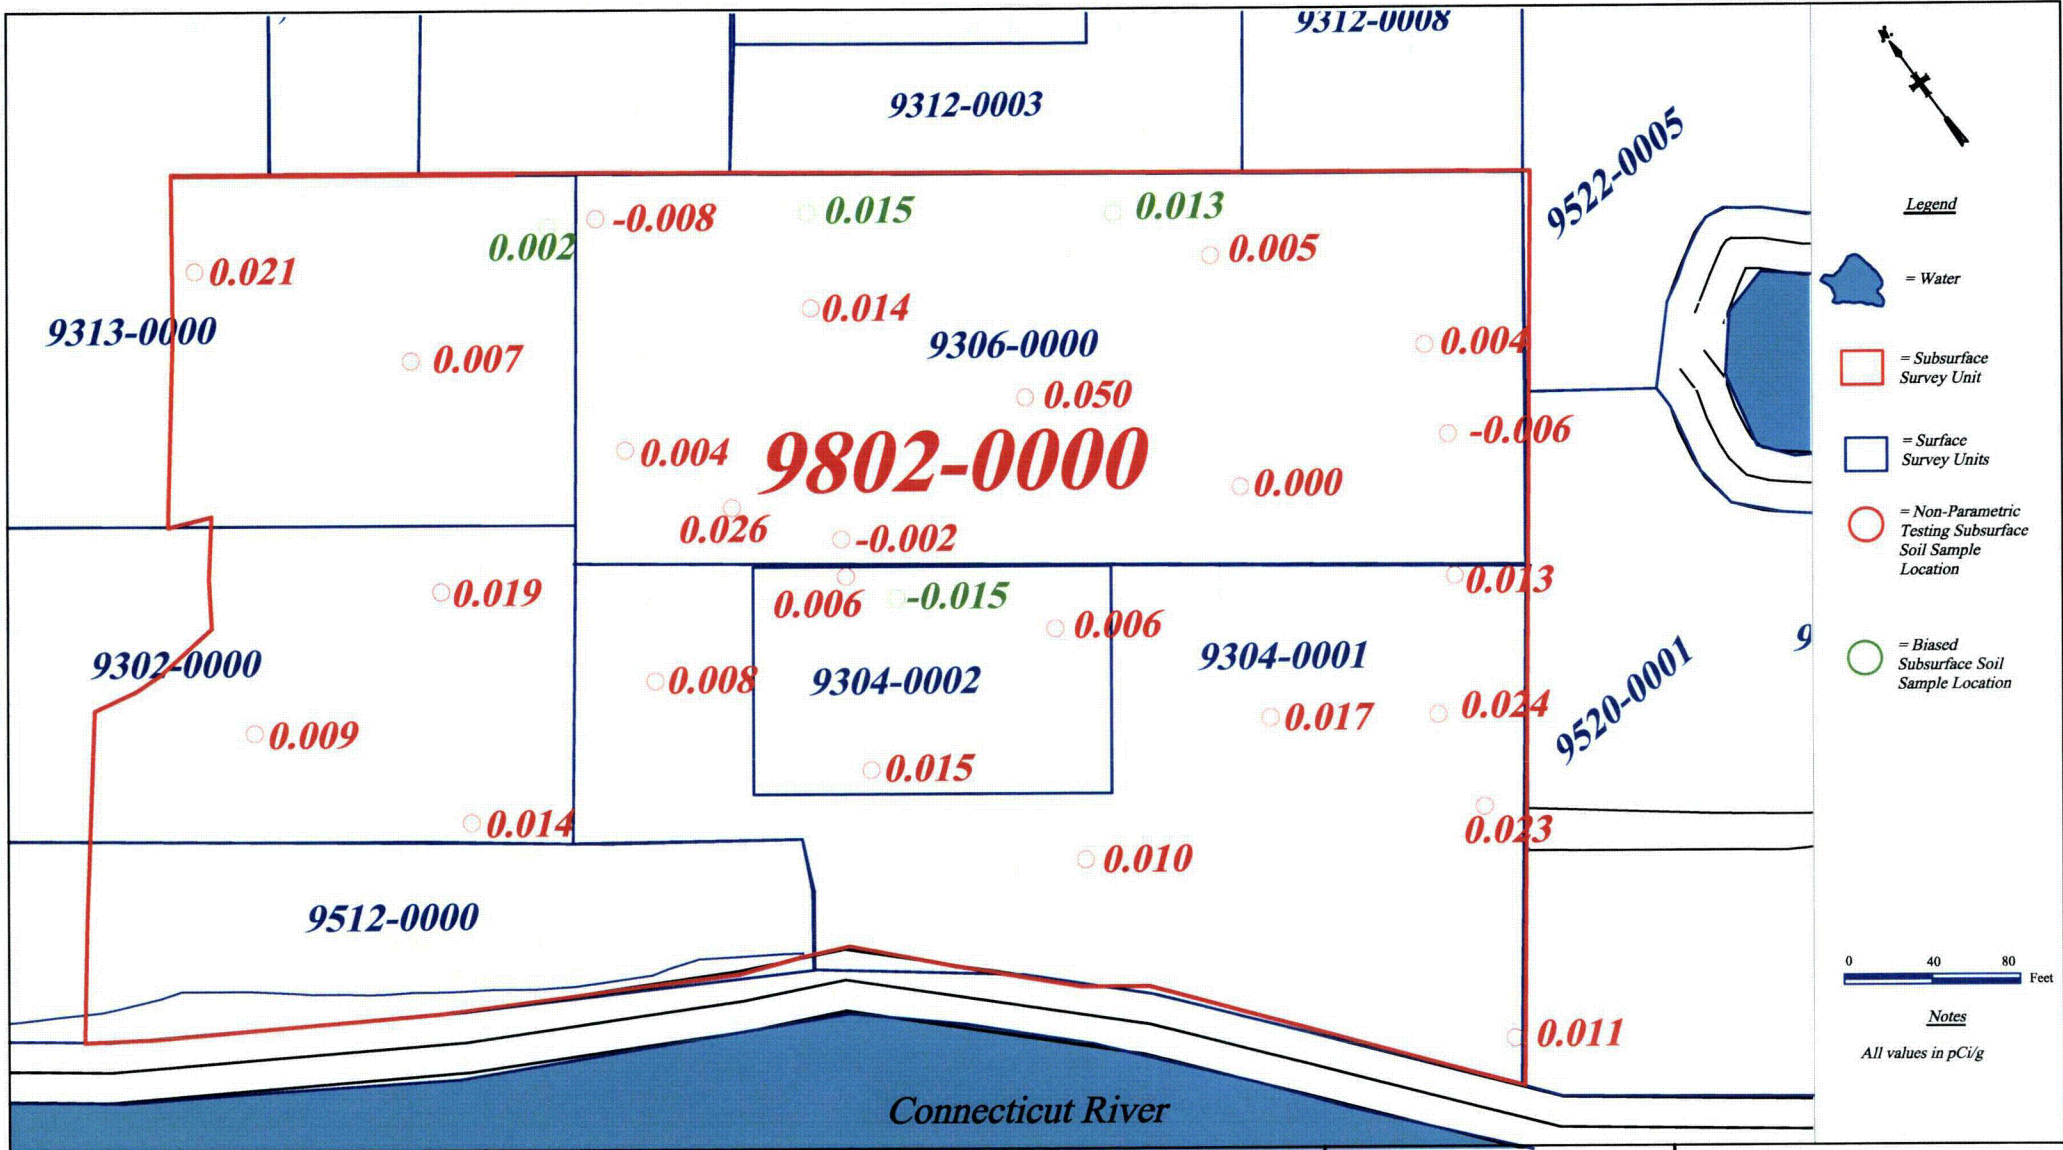 9312-0008
9312-0003
9522-0005
Legend
0.015
0.013
-0.008
0.002
0.005
0.021
= Water
0.014
9313-0000
9306-0000
0.004
0.007
= Subsurface
Survey Unit
0.050
-0.006
0.004
9802-0000
= Surface
Survey Units
0.000
0.026
-0.002
= Non-Parametric
Testing Subsurface
Soil Sample
Location
0.019
0.006
-0.015
0.013
0.006
9302-0000
0.008
9304-0002
9304-0001
9520-0001
9
= Biased
Subsurface Soil
Sample Location
0.009
0.017
0.024
0.015
0.014
0.023
0.010
9512-0000
0 40 80
Feet
Notes
0.011
All values in pCi/g
Connecticut River